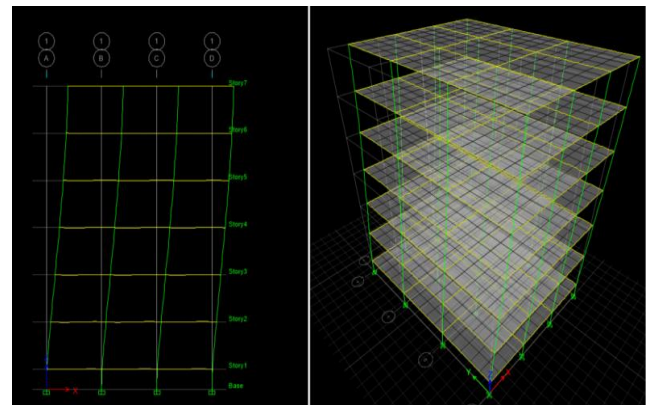 1 1 1 1
A B C D
Story7
Story6
Story5
Story4
Story3
Story2
Story1
Base
X
Y X